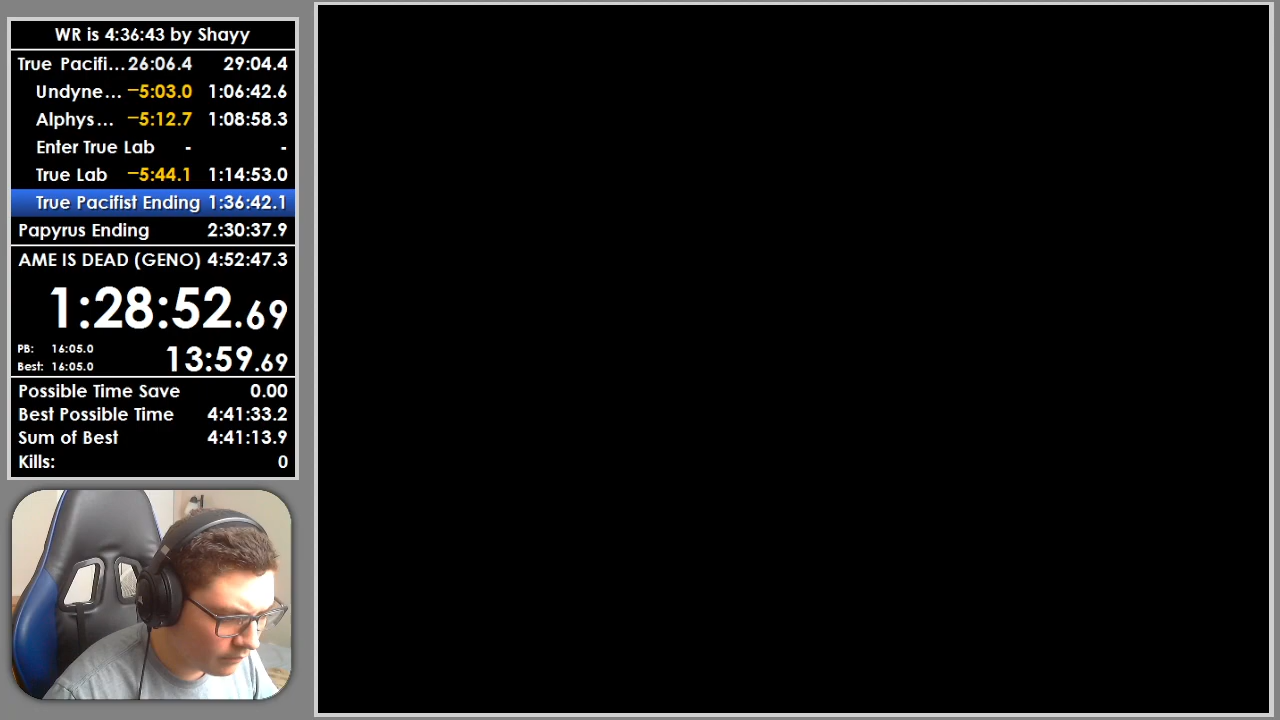 WR is 4:36:43 by Shayy
True Pacifi... 26:06.4 29:04.4
Undyne... −5:03.0 1:06:42.6
Alphys... −5:12.7 1:08:58.3
Enter True Lab - -
True Lab −5:44.1 1:14:53.0
True Pacifist Ending 1:36:42.1
Papyrus Ending 2:30:37.9
AME IS DEAD (GENO) 4:52:47.3
1:28:52.69
PB: 16:05.0
Best: 16:05.0
13:59.69
Possible Time Save 0.00
Best Possible Time 4:41:33.2
Sum of Best 4:41:13.9
Kills: 0